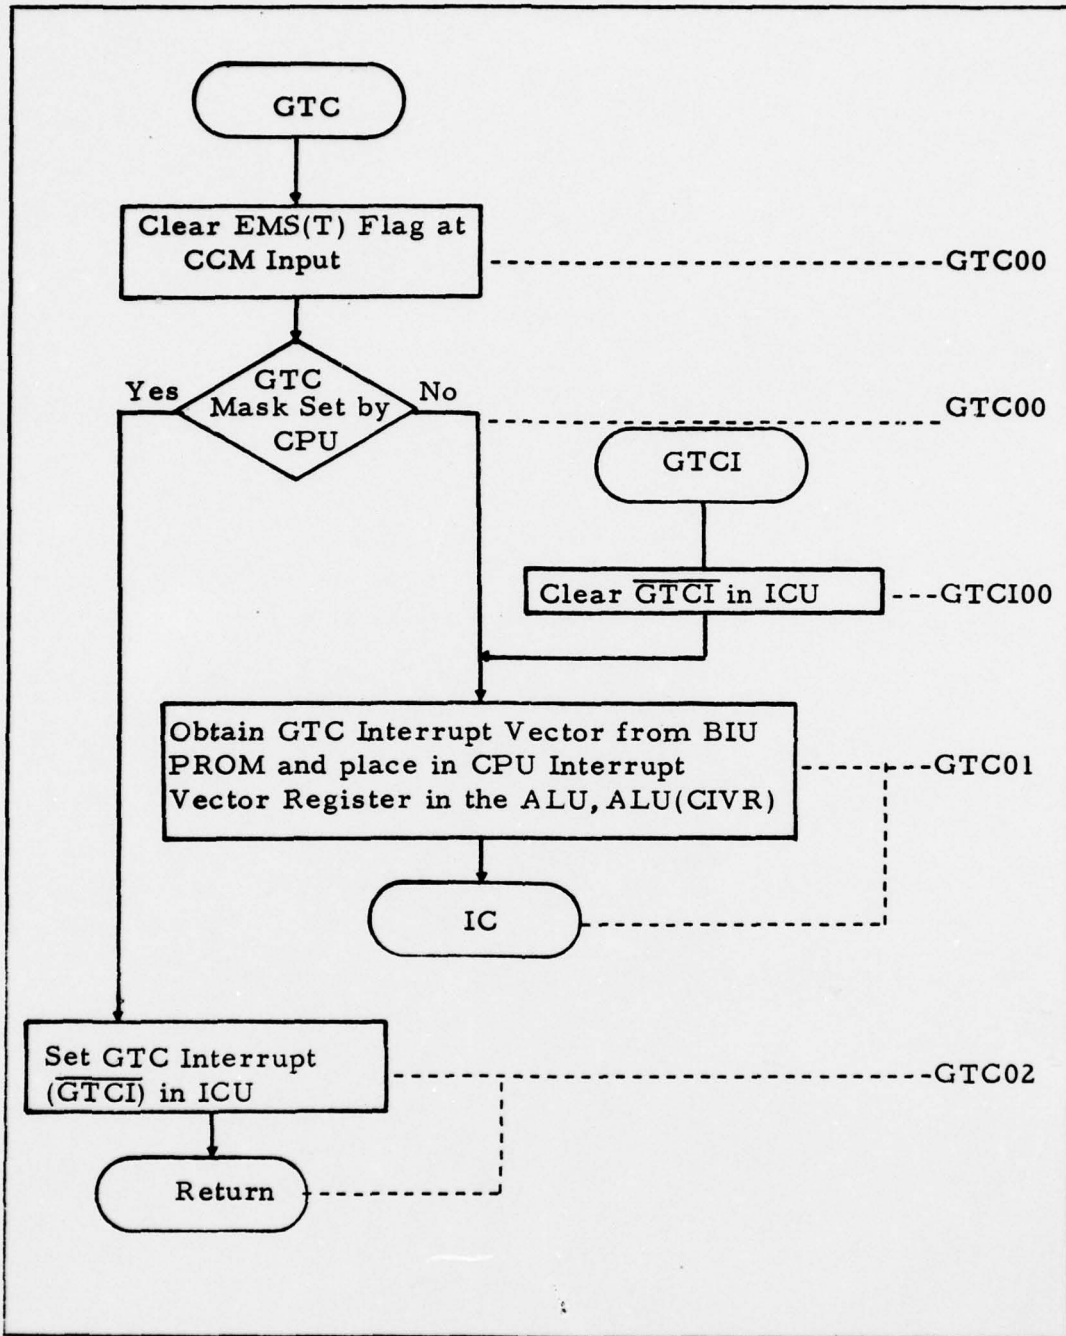 GTC
Clear EMS(T) Flag at
CCM Input
GTC00
Yes
GTC
Mask Set by
CPU
No
GTC00
GTCI
Clear G̅T̅C̅I̅ in ICU
GTCI00
Obtain GTC Interrupt Vector from BIU
PROM and place in CPU Interrupt
Vector Register in the ALU, ALU(CIVR)
GTC01
IC
Set GTC Interrupt
(G̅T̅C̅I̅) in ICU
GTC02
Return